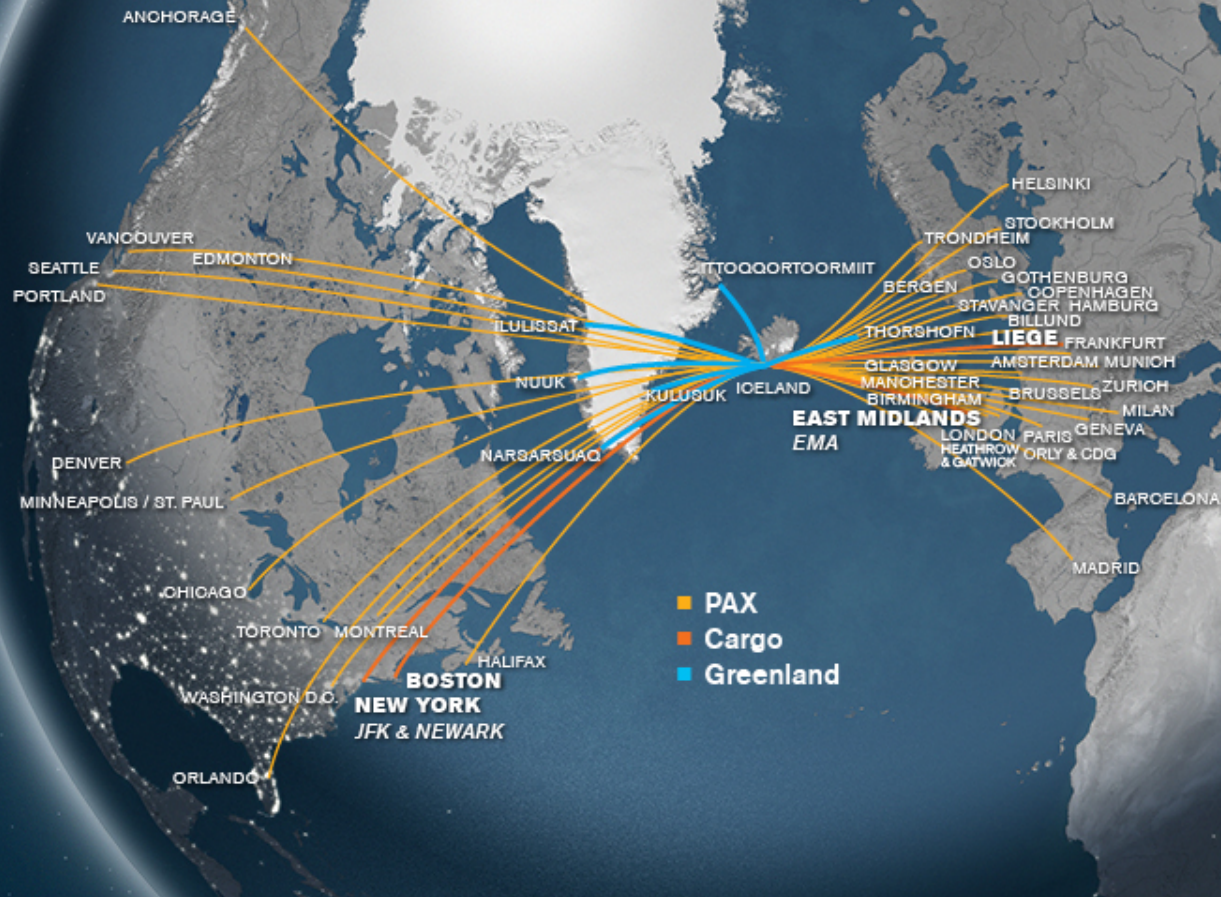 ANCHORAGE
VANCOUVER
EDMONTON
SEATTLE
PORTLAND
ILULISSAT
NUUK
KULUSUK
NARSARSUAQ
DENVER
MINNEAPOLIS / ST. PAUL
CHICAGO
TORONTO
MONTREAL
HALIFAX
BOSTON
WASHINGTON D.C.
NEW YORK
JFK & NEWARK
ORLANDO
ITTOQQORTOORMIIT
ICELAND
HELSINKI
STOCKHOLM
TRONDHEIM
OSLO
GOTHENBURG
BERGEN
COPENHAGEN
STAVANGER
HAMBURG
BILLUND
THORSHOFN
LIEGE
FRANKFURT
GLASGOW
AMSTERDAM
MUNICH
MANCHESTER
ZURICH
BRUSSELS
BIRMINGHAM
MILAN
EAST MIDLANDS
EMA
GENEVA
LONDON
HEATHROW
& GATWICK
PARIS
ORLY & CDG
BARCELONA
MADRID
PAX
Cargo
Greenland